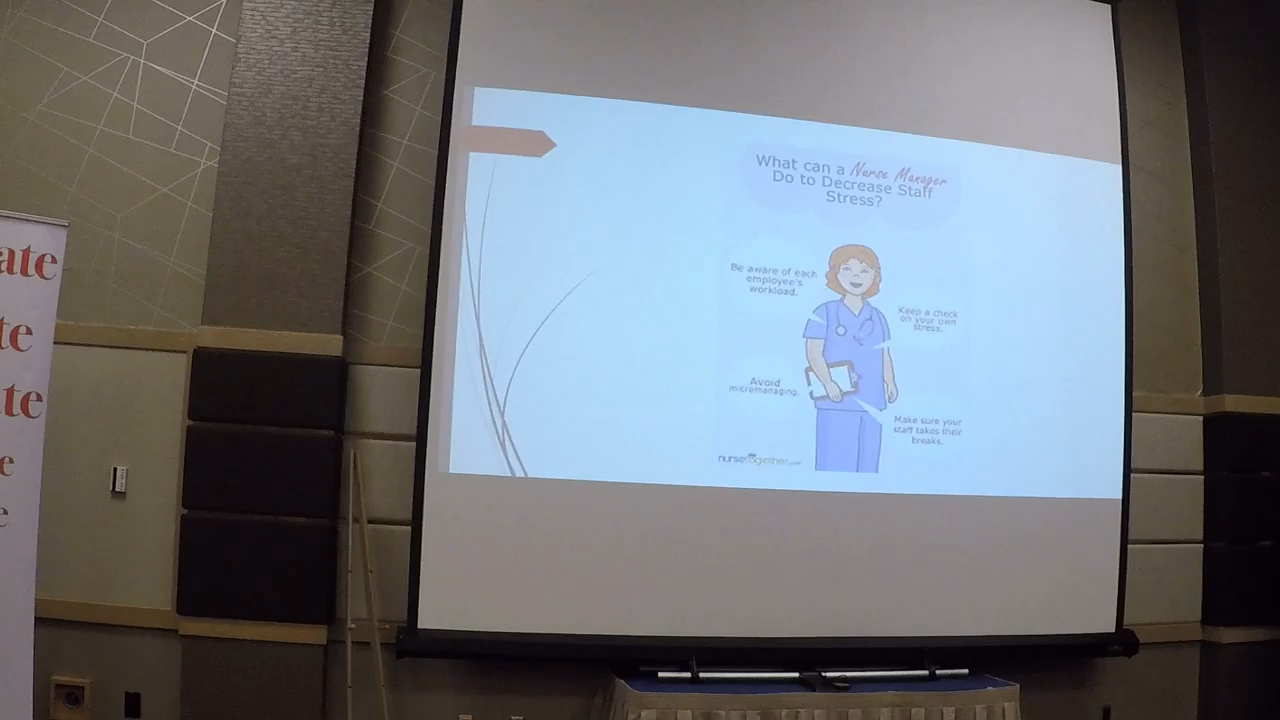 ate
te
ate
e
e
What can a Nurse Manager
Do to Decrease Staff
Stress?
Be aware of each
employee's
workload.
Keep a check
on your own
stress.
Avoid
micromanaging.
Make sure your
staff takes their
breaks.
nursetogether.com